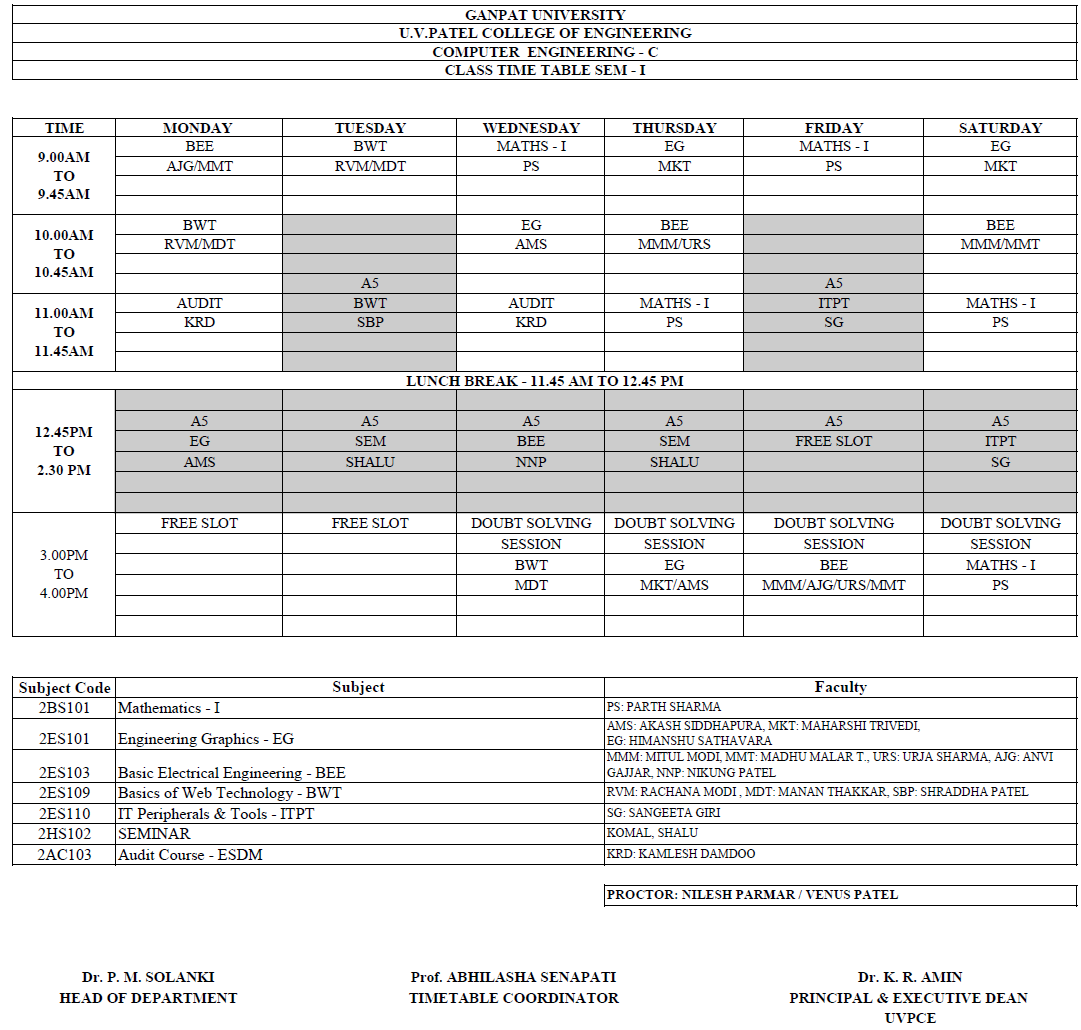 GANPAT UNIVERSITY
U.V.PATEL COLLEGE OF ENGINEERING
COMPUTER ENGINEERING - C
CLASS TIME TABLE SEM - I
TIME MONDAY TUESDAY WEDNESDAY THURSDAY FRIDAY SATURDAY
9.00AM TO 9.45AM
BEE BWT MATHS - I EG MATHS - I EG
AJG/MMT RVM/MDT PS MKT PS MKT
10.00AM TO 10.45AM
BWT EG BEE BEE
RVM/MDT AMS MMM/URS MMM/MMT
A5 A5
11.00AM TO 11.45AM
AUDIT BWT AUDIT MATHS - I ITPT MATHS - I
KRD SBP KRD PS SG PS
LUNCH BREAK - 11.45 AM TO 12.45 PM
12.45PM TO 2.30 PM
A5 A5 A5 A5 A5 A5
EG SEM BEE SEM FREE SLOT ITPT
AMS SHALU NNP SHALU SG
3.00PM TO 4.00PM
FREE SLOT FREE SLOT DOUBT SOLVING DOUBT SOLVING DOUBT SOLVING DOUBT SOLVING
SESSION SESSION SESSION SESSION
BWT EG BEE MATHS - I
MDT MKT/AMS MMM/AJG/URS/MMT PS
Subject Code Subject Faculty
2BS101 Mathematics - I PS: PARTH SHARMA
2ES101 Engineering Graphics - EG AMS: AKASH SIDDHAPURA, MKT: MAHARSHI TRIVEDI,
EG: HIMANSHU SATHAVARA
2ES103 Basic Electrical Engineering - BEE MMM: MITUL MODI, MMT: MADHU MALAR T., URS: URJA SHARMA, AJG: ANVI
GAJJAR, NNP: NIKUNG PATEL
2ES109 Basics of Web Technology - BWT RVM: RACHANA MODI , MDT: MANAN THAKKAR, SBP: SHRADDHA PATEL
2ES110 IT Peripherals & Tools - ITPT SG: SANGEETA GIRI
2HS102 SEMINAR KOMAL, SHALU
2AC103 Audit Course - ESDM KRD: KAMLESH DAMDOO
PROCTOR: NILESH PARMAR / VENUS PATEL
Dr. P. M. SOLANKI Prof. ABHILASHA SENAPATI Dr. K. R. AMIN
HEAD OF DEPARTMENT TIMETABLE COORDINATOR PRINCIPAL & EXECUTIVE DEAN
UVPCE